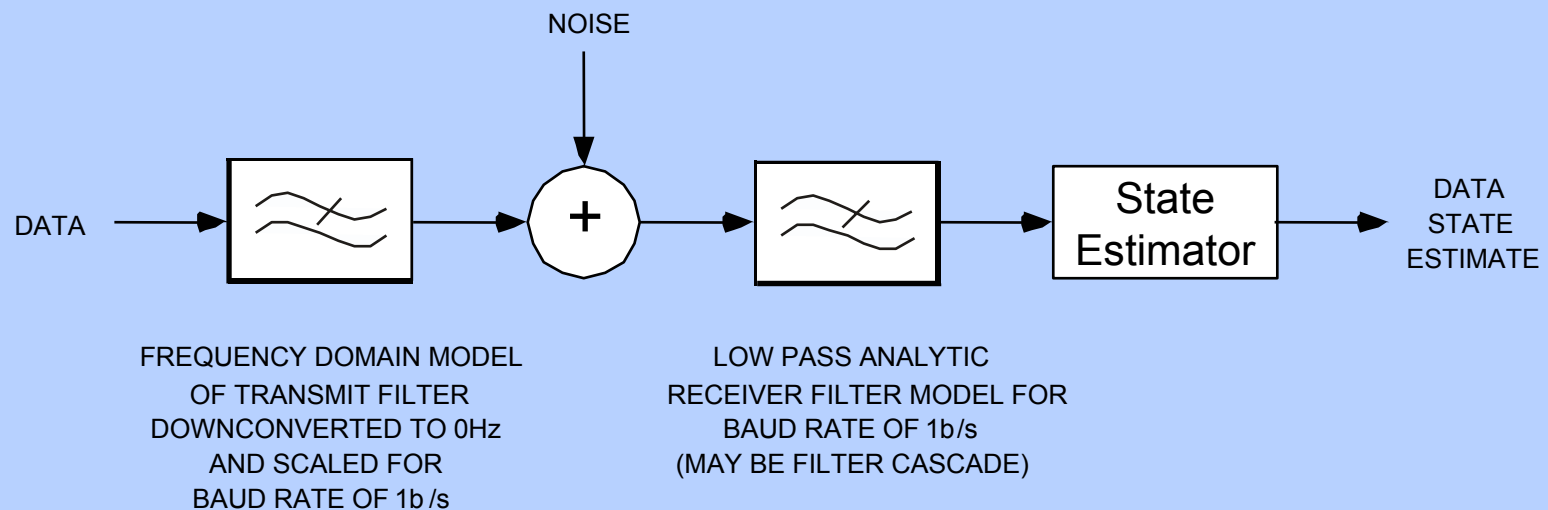 NOISE
DATA
+
State
Estimator
DATA
STATE
ESTIMATE
FREQUENCY DOMAIN MODEL
OF TRANSMIT FILTER
DOWNCONVERTED TO 0Hz
AND SCALED FOR
BAUD RATE OF 1b/s
LOW PASS ANALYTIC
RECEIVER FILTER MODEL FOR
BAUD RATE OF 1b/s
(MAY BE FILTER CASCADE)